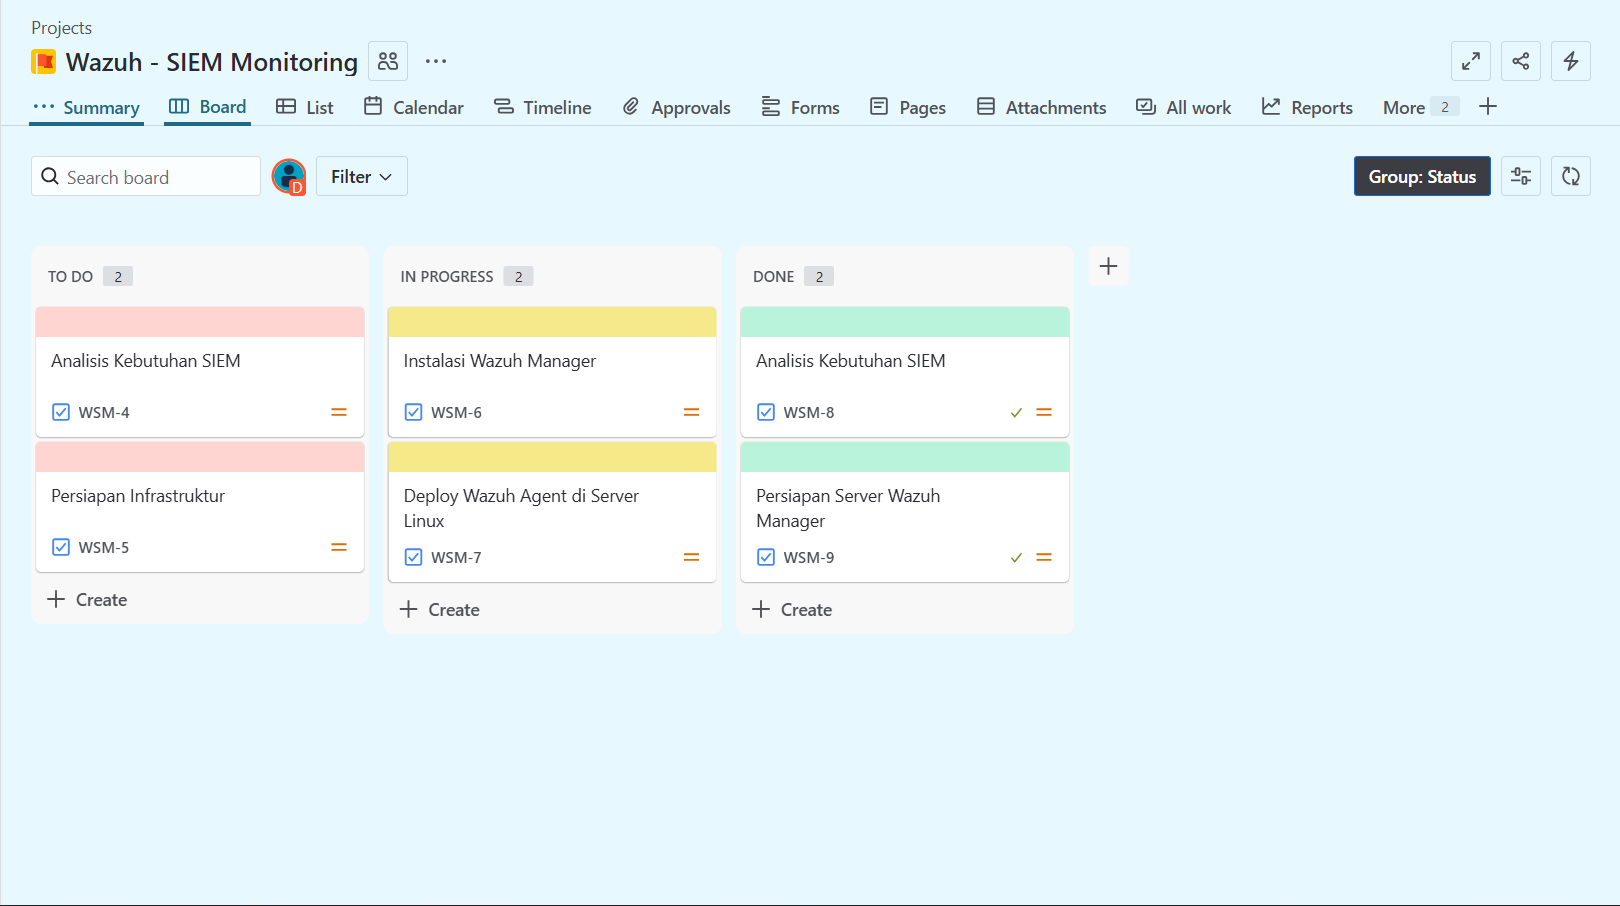 Projects
Wazuh - SIEM Monitoring
Summary
Board
List
Calendar
Timeline
Approvals
Forms
Pages
Attachments
All work
Reports
More 2
Search board
D
Filter
Group: Status
TO DO 2
Analisis Kebutuhan SIEM
WSM-4
Persiapan Infrastruktur
WSM-5
Create
IN PROGRESS 2
Instalasi Wazuh Manager
WSM-6
Deploy Wazuh Agent di Server
Linux
WSM-7
Create
DONE 2
Analisis Kebutuhan SIEM
WSM-8
Persiapan Server Wazuh
Manager
WSM-9
Create